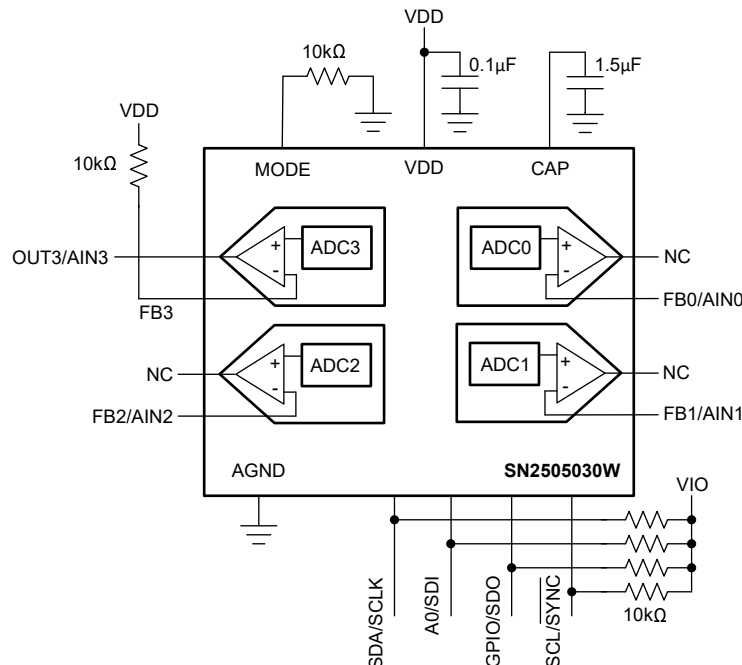 VDD
10kΩ
0.1µF
1.5µF
VDD
10kΩ
MODE
VDD
CAP
OUT3/AIN3
ADC3
+
-
FB3
ADC0
+
-
NC
FB0/AIN0
NC
ADC2
+
-
FB2/AIN2
ADC1
+
-
NC
FB1/AIN1
AGND
SN2505030W
VIO
10kΩ
SDA/SCLK
A0/SDI
GPIO/SDO
SCL/SYNC